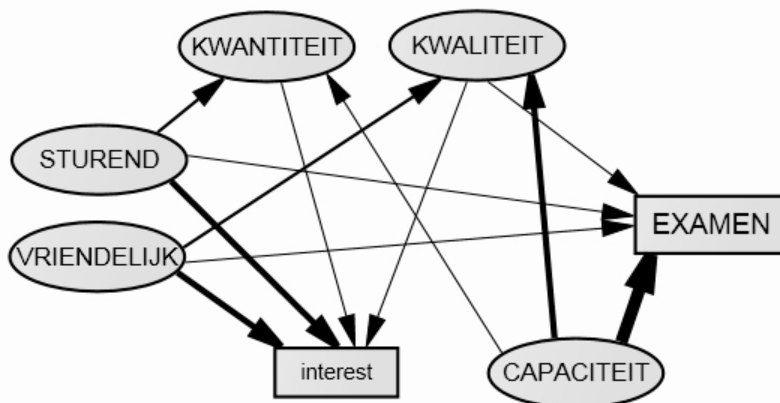 KWANTITEIT
KWALITEIT
STUREND
EXAMEN
VRIENDELIJK
interest
CAPACITEIT